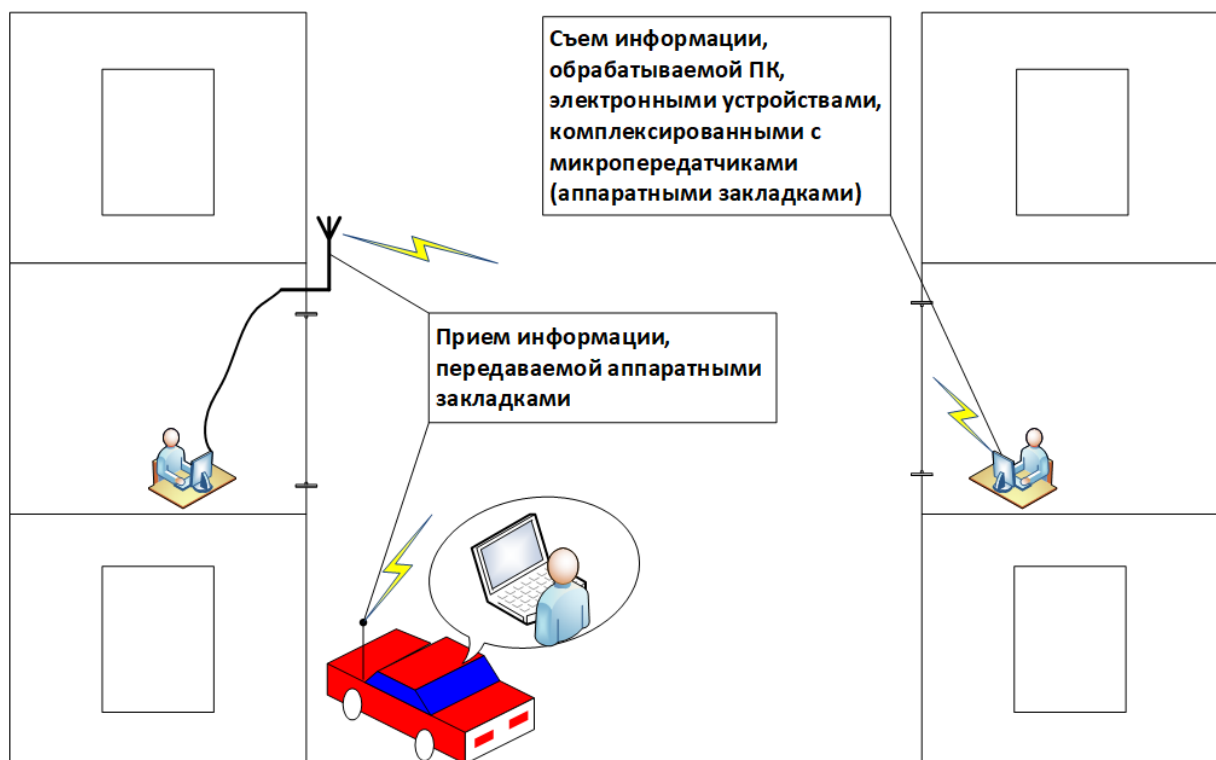 Съем информации,
обрабатываемой ПК,
электронными устройствами,
комплексированными с
микропередатчиками
(аппаратными закладками)
Прием информации,
передаваемой аппаратными
закладками